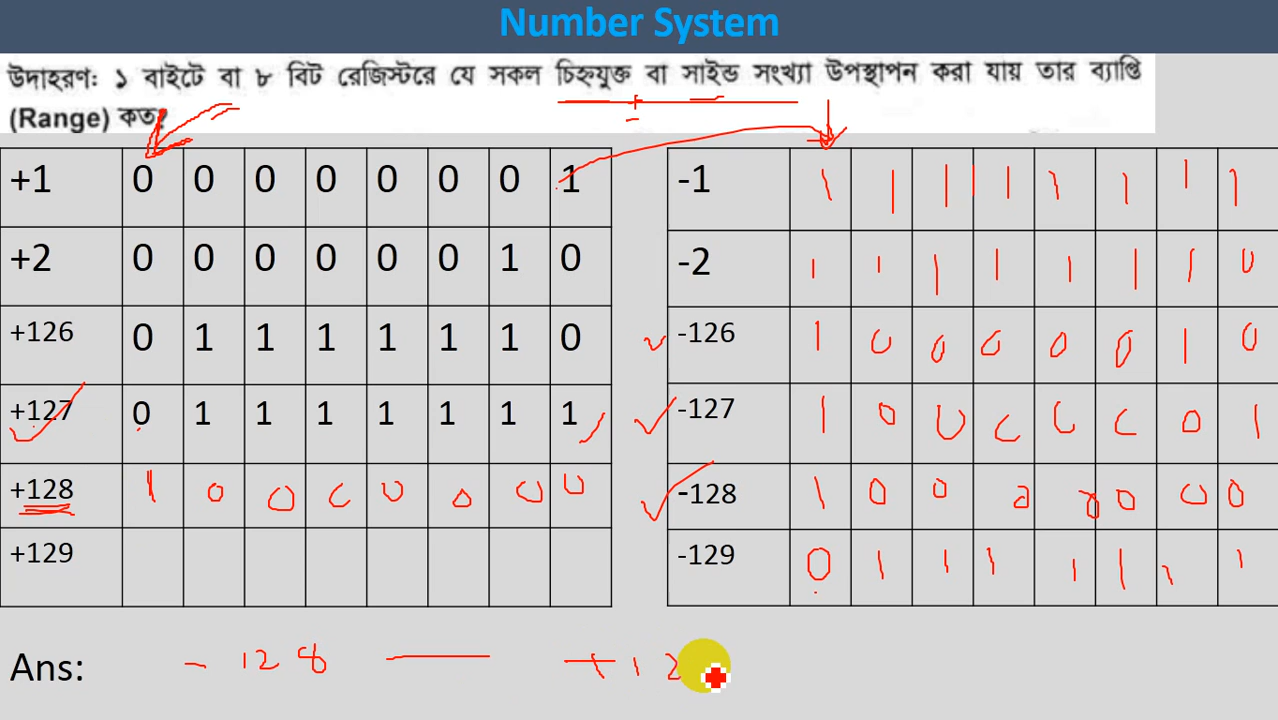 Number System
উদাহরণ: ১ বাইটে বা ৮ বিট রেজিস্টরে যে সকল চিহ্নযুক্ত বা সাইন্ড সংখ্যা উপস্থাপন করা যায় তার ব্যাপ্তি
(Range) কত?
+1 0 0 0 0 0 0 0 1 -1 1 1 1 1 1 1 1 1
+2 0 0 0 0 0 0 1 0 -2 1 1 1 1 1 1 1 0
+126 0 1 1 1 1 1 1 0 -126 1 0 0 0 0 0 1 0
+127 0 1 1 1 1 1 1 1 -127 1 0 0 0 0 0 0 1
+128 1 0 0 0 0 0 0 0 -128 1 0 0 0 0 0 0 0
+129 -129 0 1 1 1 1 1 1 1
Ans: - 128 — +12